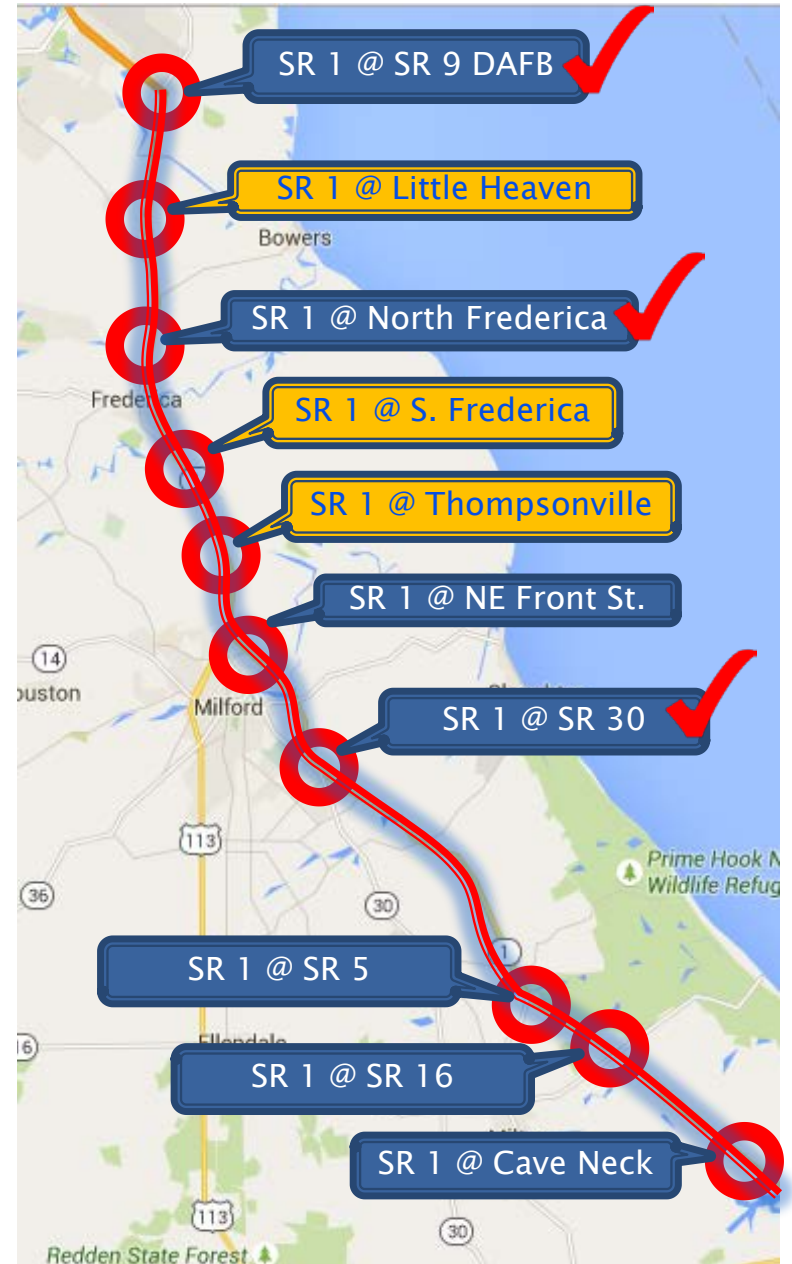 SR 1 @ SR 9 DAFB
SR 1 @ Little Heaven
Bowers
SR 1 @ North Frederica
Frederica
SR 1 @ S. Frederica
SR 1 @ Thompsonville
SR 1 @ NE Front St.
14
ouston
Milford
SR 1 @ SR 30
113
Prime Hook N
Wildlife Refug
36
30
1
SR 1 @ SR 5
16
Ellendale
SR 1 @ SR 16
SR 1 @ Cave Neck
113
30
Redden State Forest